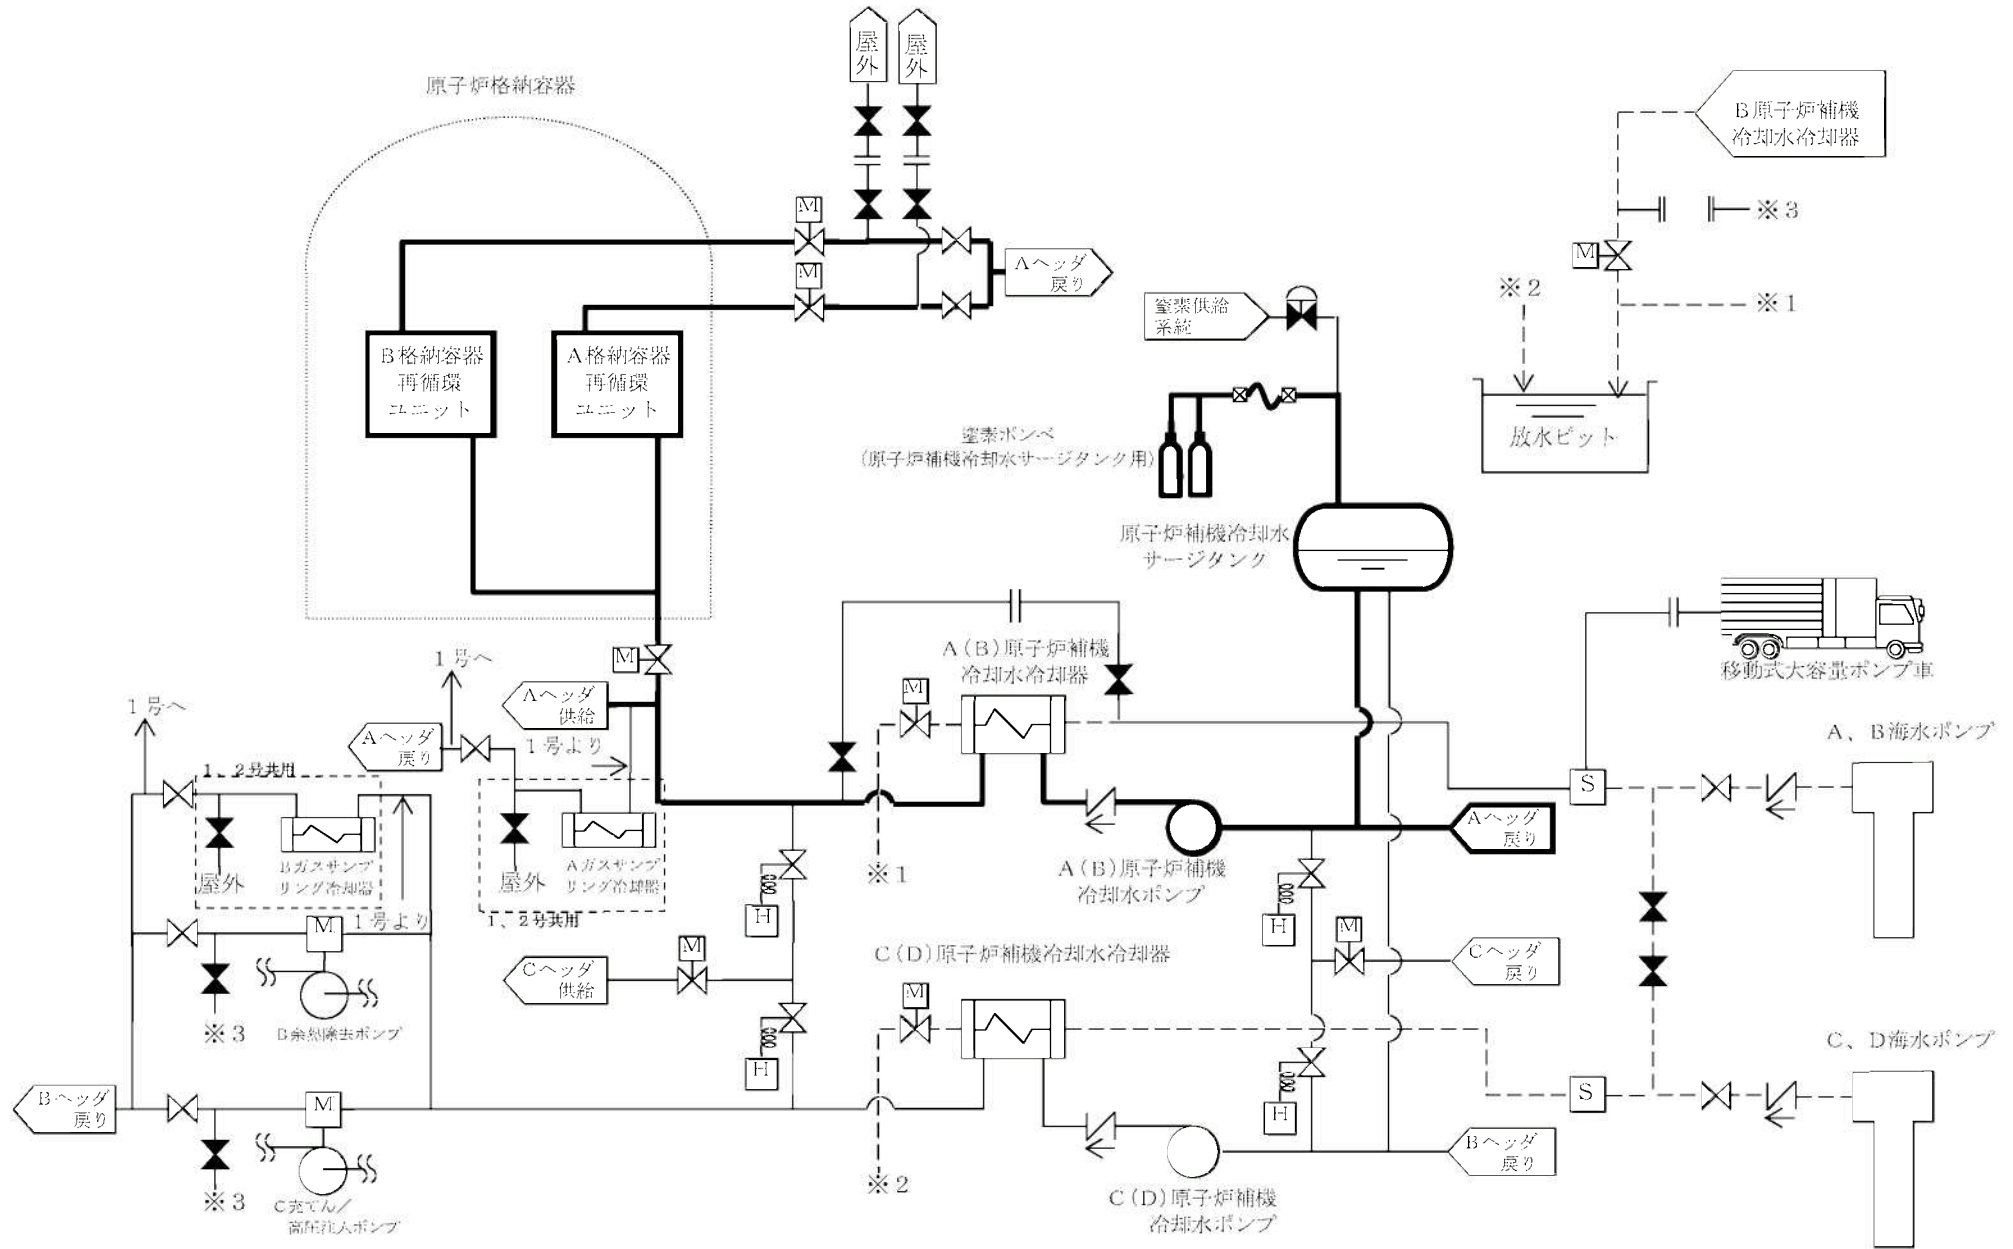 屋外
屋外
原子炉格納容器
B原子炉補機
冷却水冷却器
※3
M
M
M
※2
※1
Aヘッダ
戻り
窒素供給
系統
B格納容器
再循環
ユニット
A格納容器
再循環
ユニット
放水ピット
窒素ボンベ
(原子炉補機冷却水サージタンク用)
原子炉補機冷却水
サージタンク
移動式大容量ポンプ車
1号へ
M
A(B)原子炉補機
冷却水冷却器
M
Aヘッダ
供給
1号へ
Aヘッダ
戻り
1号より
A、B海水ポンプ
1、2号共用
S
Aヘッダ
戻り
Bガスサンプ
リング冷却器
屋外
Aガスサンプ
リング冷却器
屋外
※1
A(B)原子炉補機
冷却水ポンプ
1号より
1、2号共用
H
H
M
M
M
C(D)原子炉補機冷却水冷却器
Cヘッダ
供給
Cヘッダ
戻り
M
※3
B余熱除去ポンプ
C、D海水ポンプ
H
H
S
Bヘッダ
戻り
M
Bヘッダ
戻り
※3
C充てん/
高圧注入ポンプ
※2
C(D)原子炉補機
冷却水ポンプ